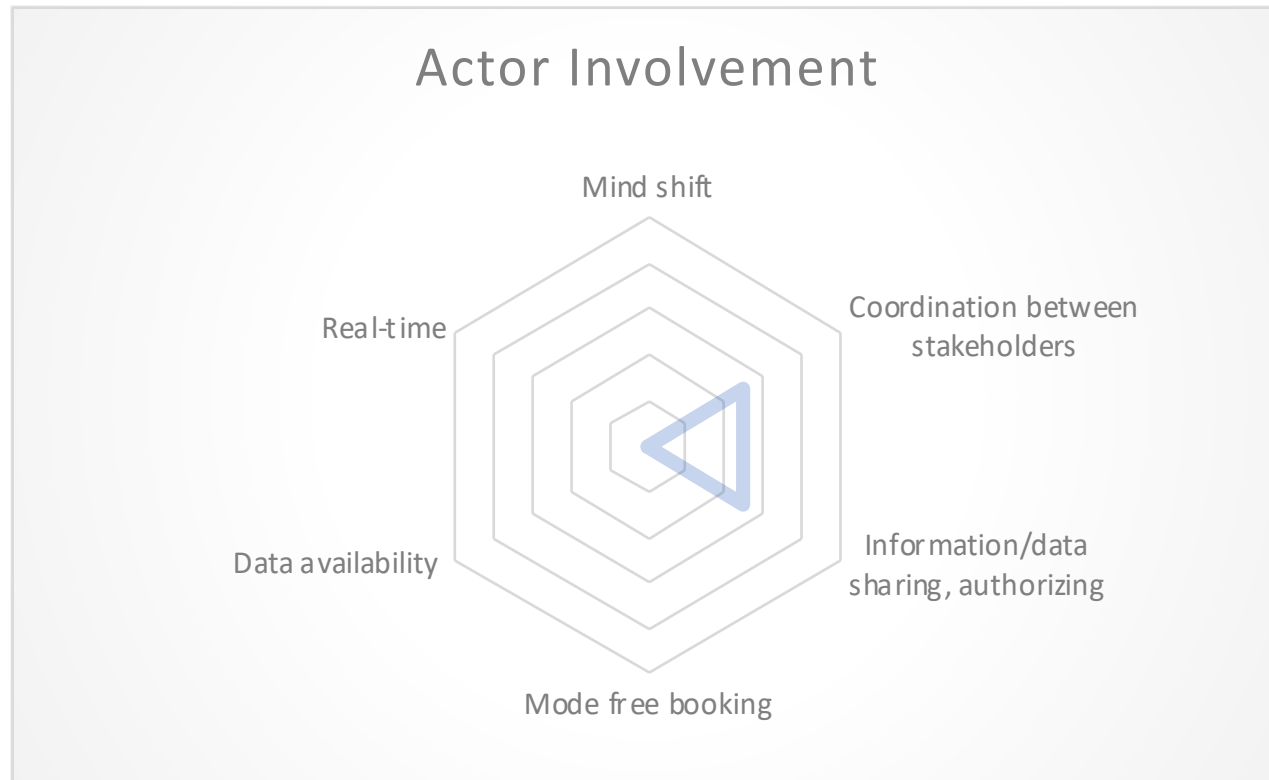 Actor Involvement
Mind shift
Coordination between
stakeholders
Real-time
Information/data
sharing, authorizing
Data availability
Mode free booking